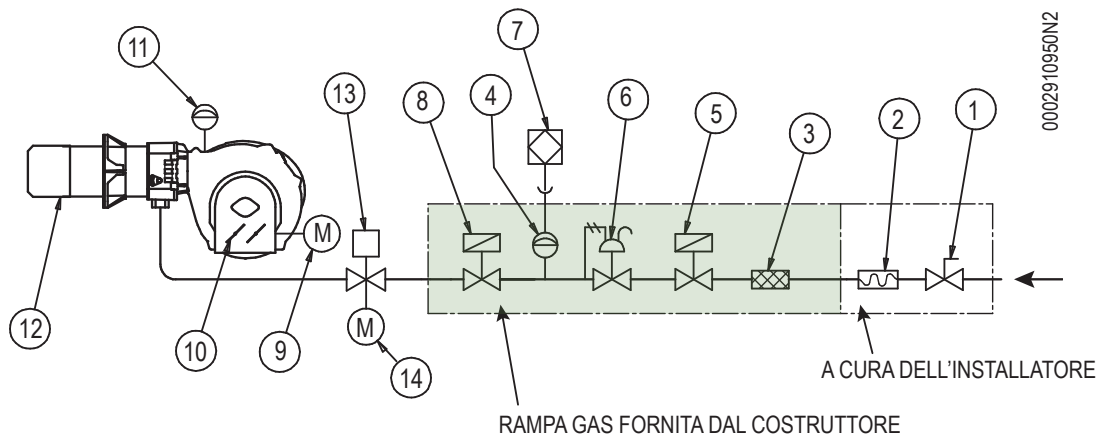 7
11
13
8
4
6
5
3
2
1
0002910950N2
M
M
12
10
9
14
A CURA DELL'INSTALLATORE
RAMPA GAS FORNITA DAL COSTRUTTORE